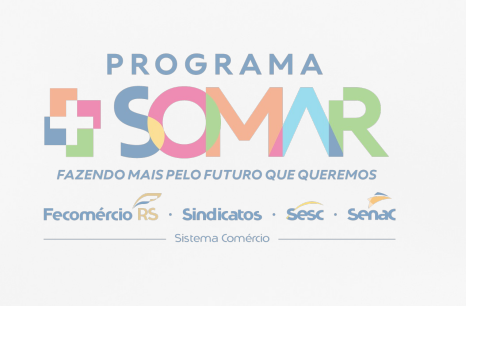 PROGRAMA
SOMAR
FAZENDO MAIS PELO FUTURO QUE QUEREMOS
Fecomércio RS · Sindicatos · Sesc · Senac
Sistema Comércio